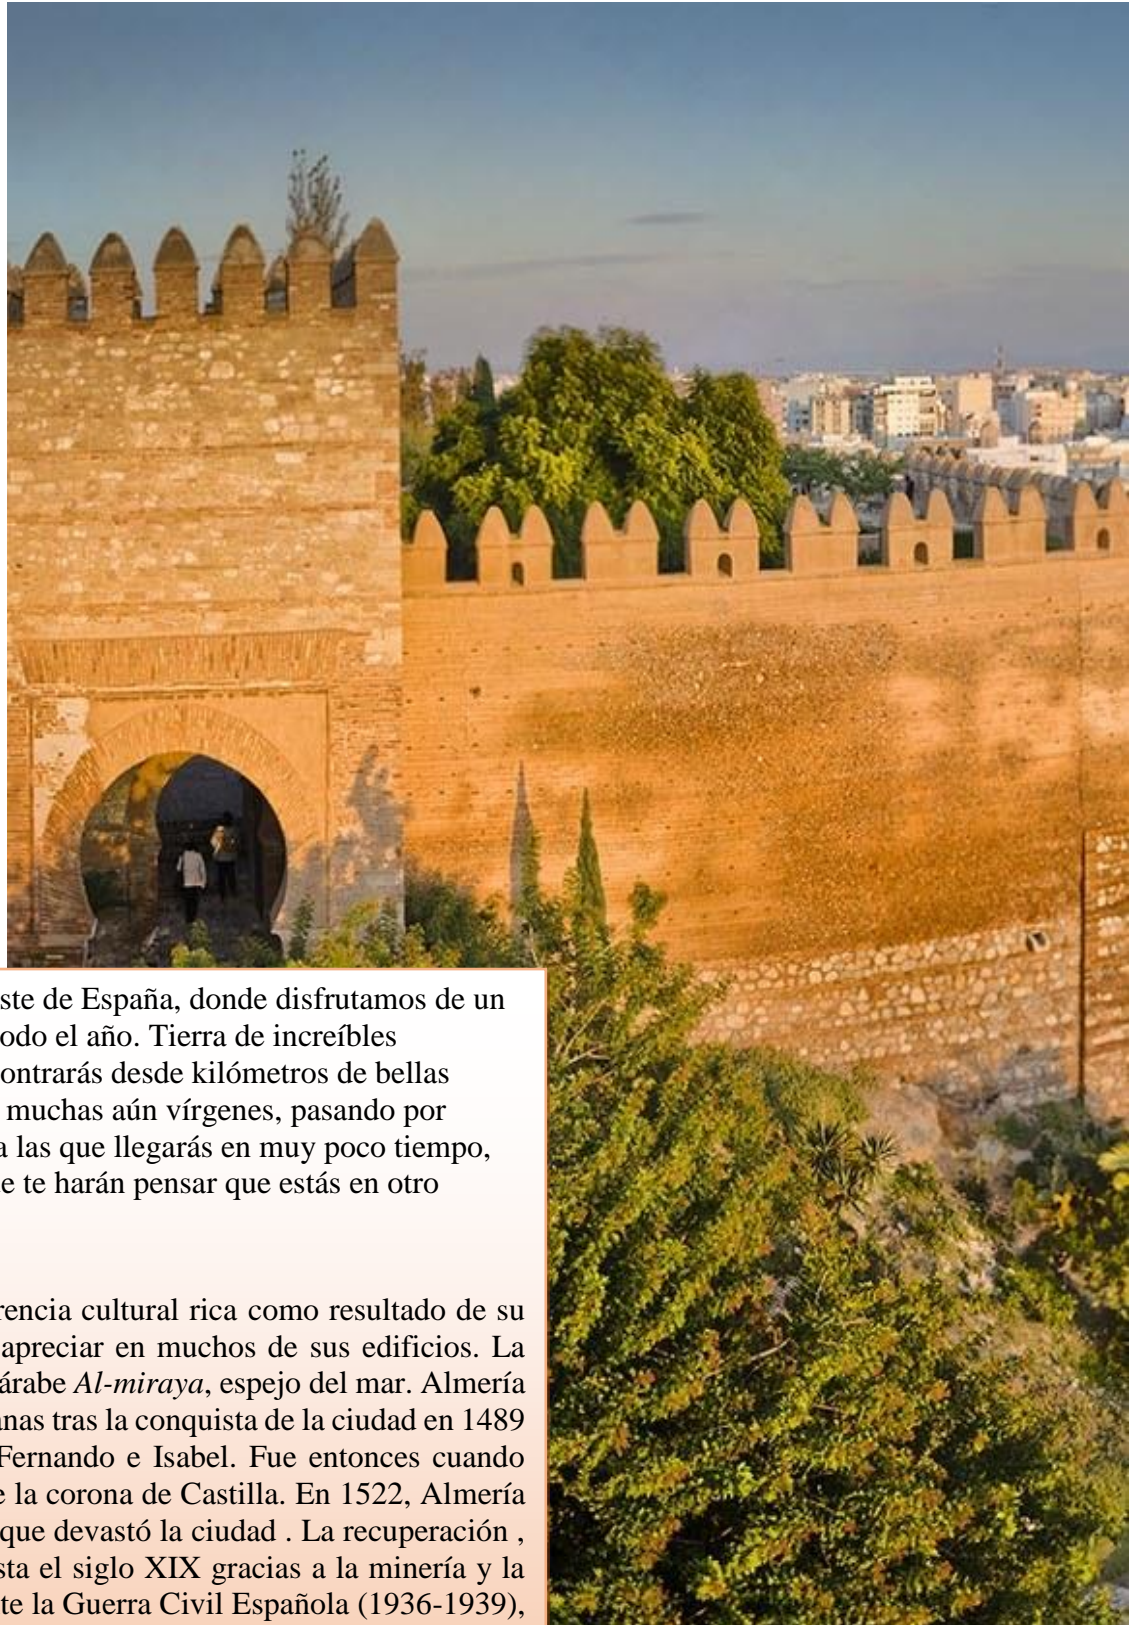 ste de España, donde disfrutamos de un
odo el año. Tierra de increíbles
ontrarás desde kilómetros de bellas
muchas aún vírgenes, pasando por
a las que llegarás en muy poco tiempo,
e te harán pensar que estás en otro
rencia cultural rica como resultado de su
apreciar en muchos de sus edificios. La
árabe Al-miraya, espejo del mar. Almería
anas tras la conquista de la ciudad en 1489
Fernando e Isabel. Fue entonces cuando
e la corona de Castilla. En 1522, Almería
que devastó la ciudad . La recuperación ,
sta el siglo XIX gracias a la minería y la
te la Guerra Civil Española (1936-1939),